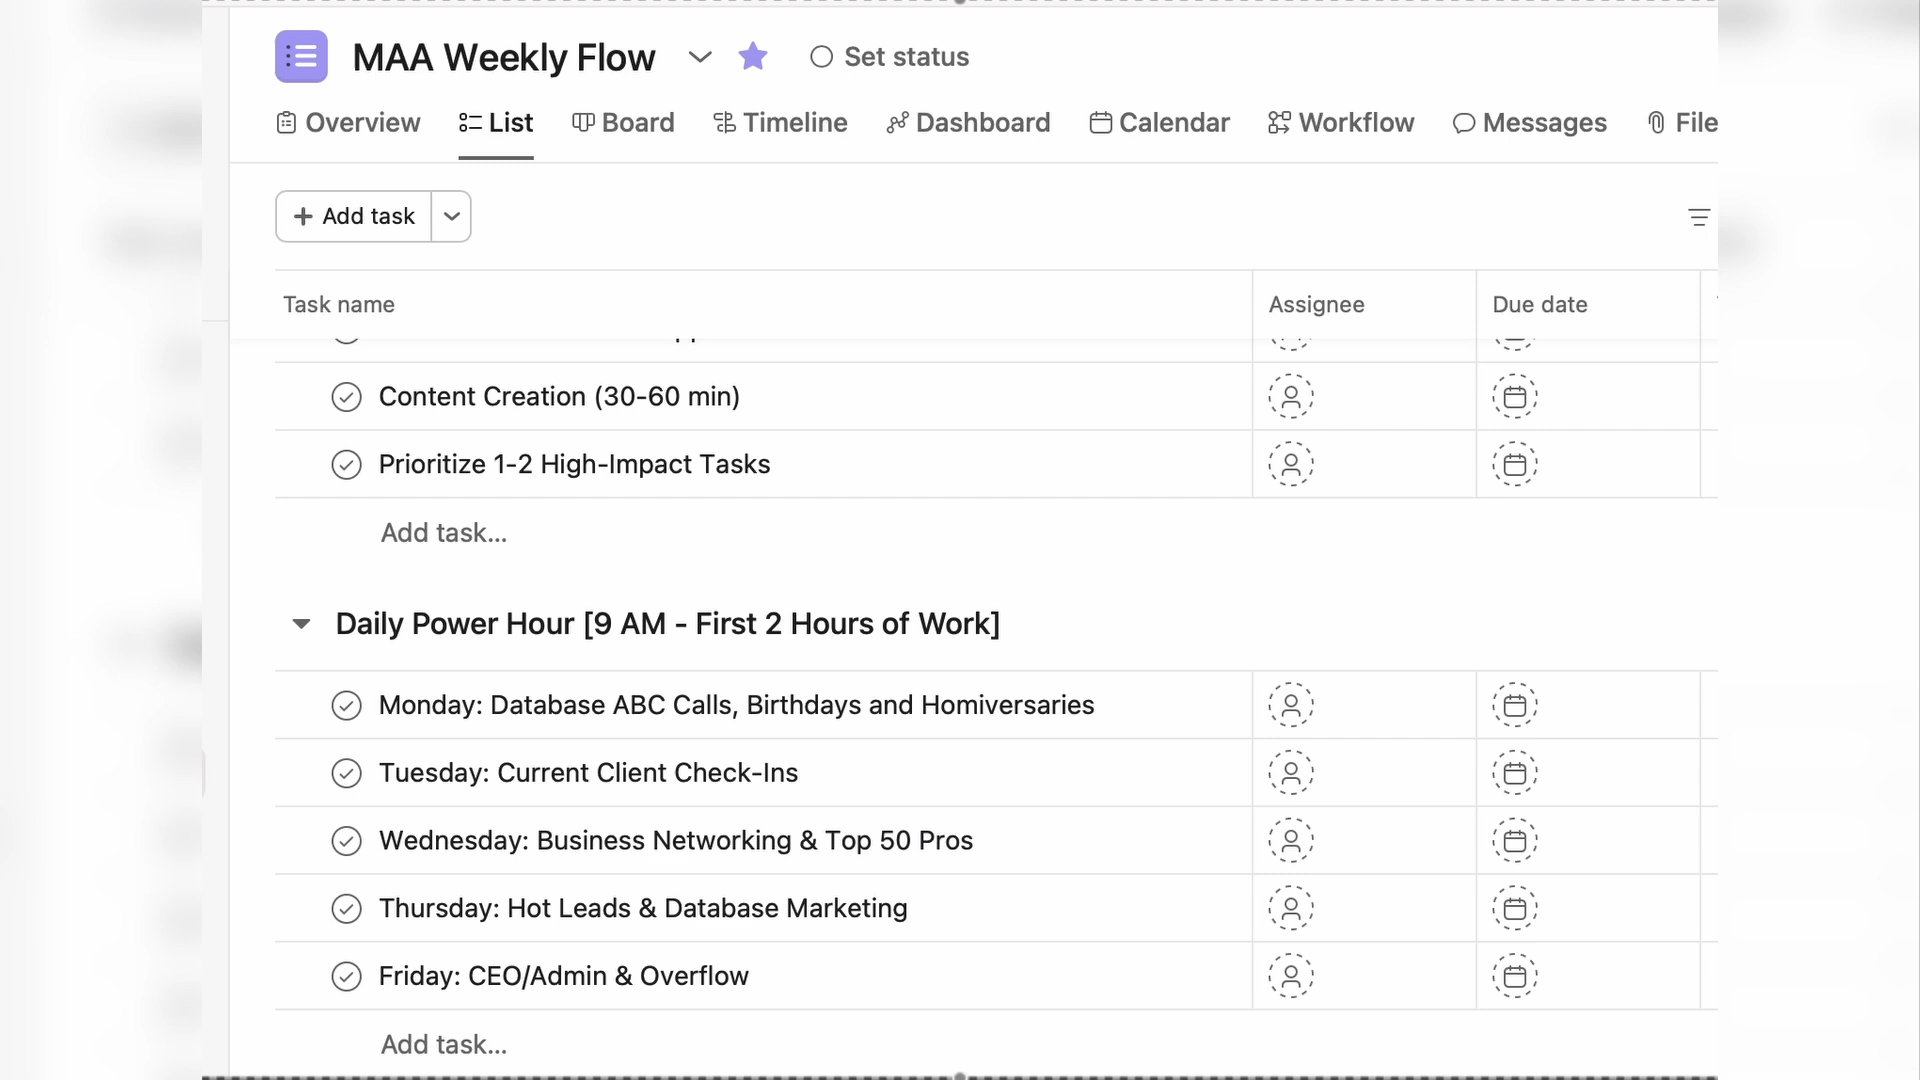 MAA Weekly Flow
Set status
Overview List Board Timeline Dashboard Calendar Workflow Messages File
+ Add task
Task name Assignee Due date
Content Creation (30-60 min)
Prioritize 1-2 High-Impact Tasks
Add task...
Daily Power Hour [9 AM - First 2 Hours of Work]
Monday: Database ABC Calls, Birthdays and Homiversaries
Tuesday: Current Client Check-Ins
Wednesday: Business Networking & Top 50 Pros
Thursday: Hot Leads & Database Marketing
Friday: CEO/Admin & Overflow
Add task...